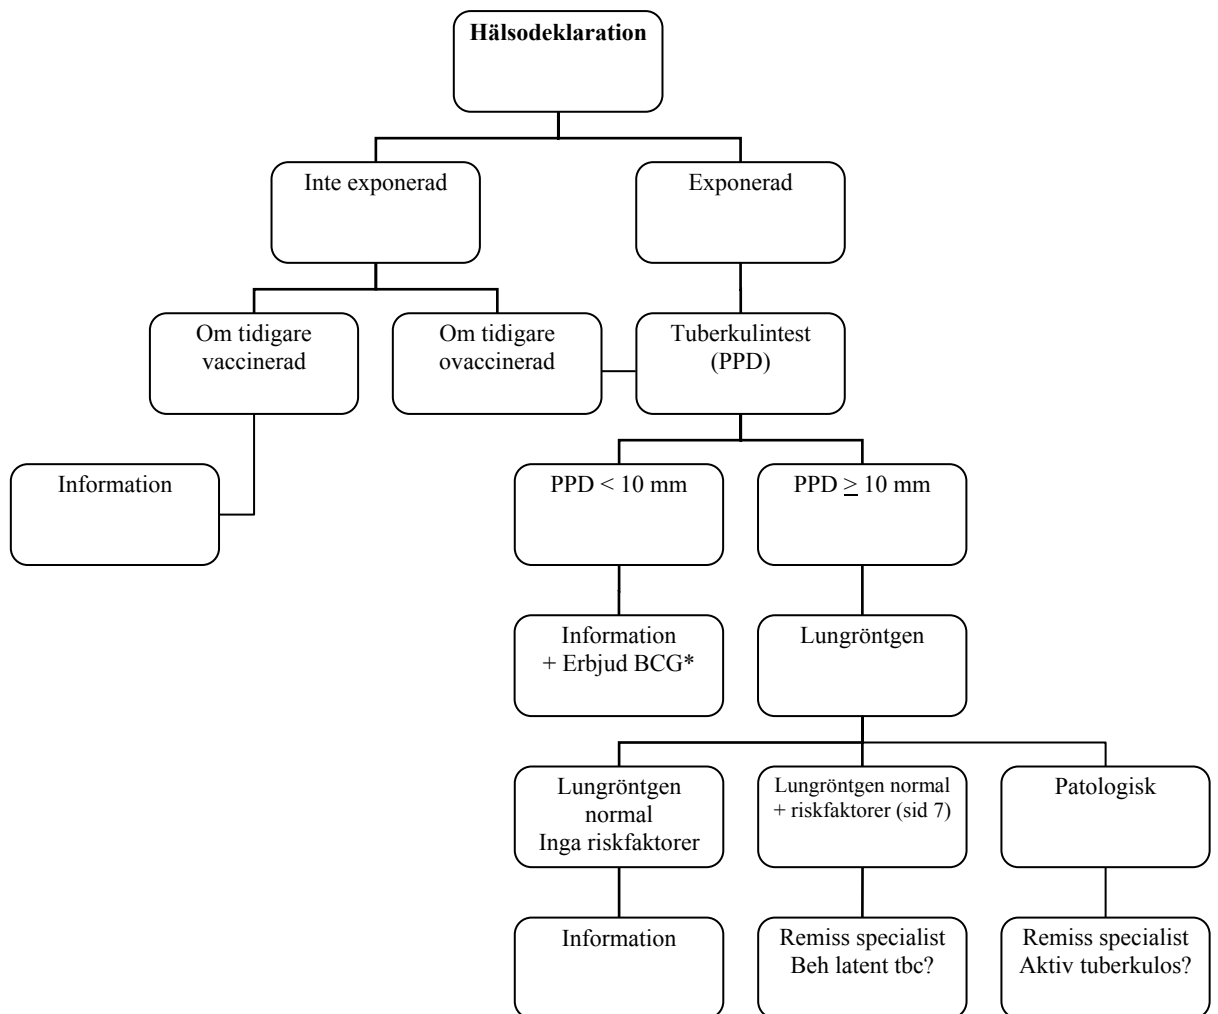 Hälsodeklaration
Inte exponerad
Exponerad
Om tidigare
vaccinerad
Om tidigare
ovaccinerad
Tuberkulintest
(PPD)
Information
PPD < 10 mm
PPD ≥ 10 mm
Information
+ Erbjud BCG*
Lungröntgen
Lungröntgen
normal
Inga riskfaktorer
Lungröntgen normal
+ riskfaktorer (sid 7)
Patologisk
Information
Remiss specialist
Beh latent tbc?
Remiss specialist
Aktiv tuberkulos?